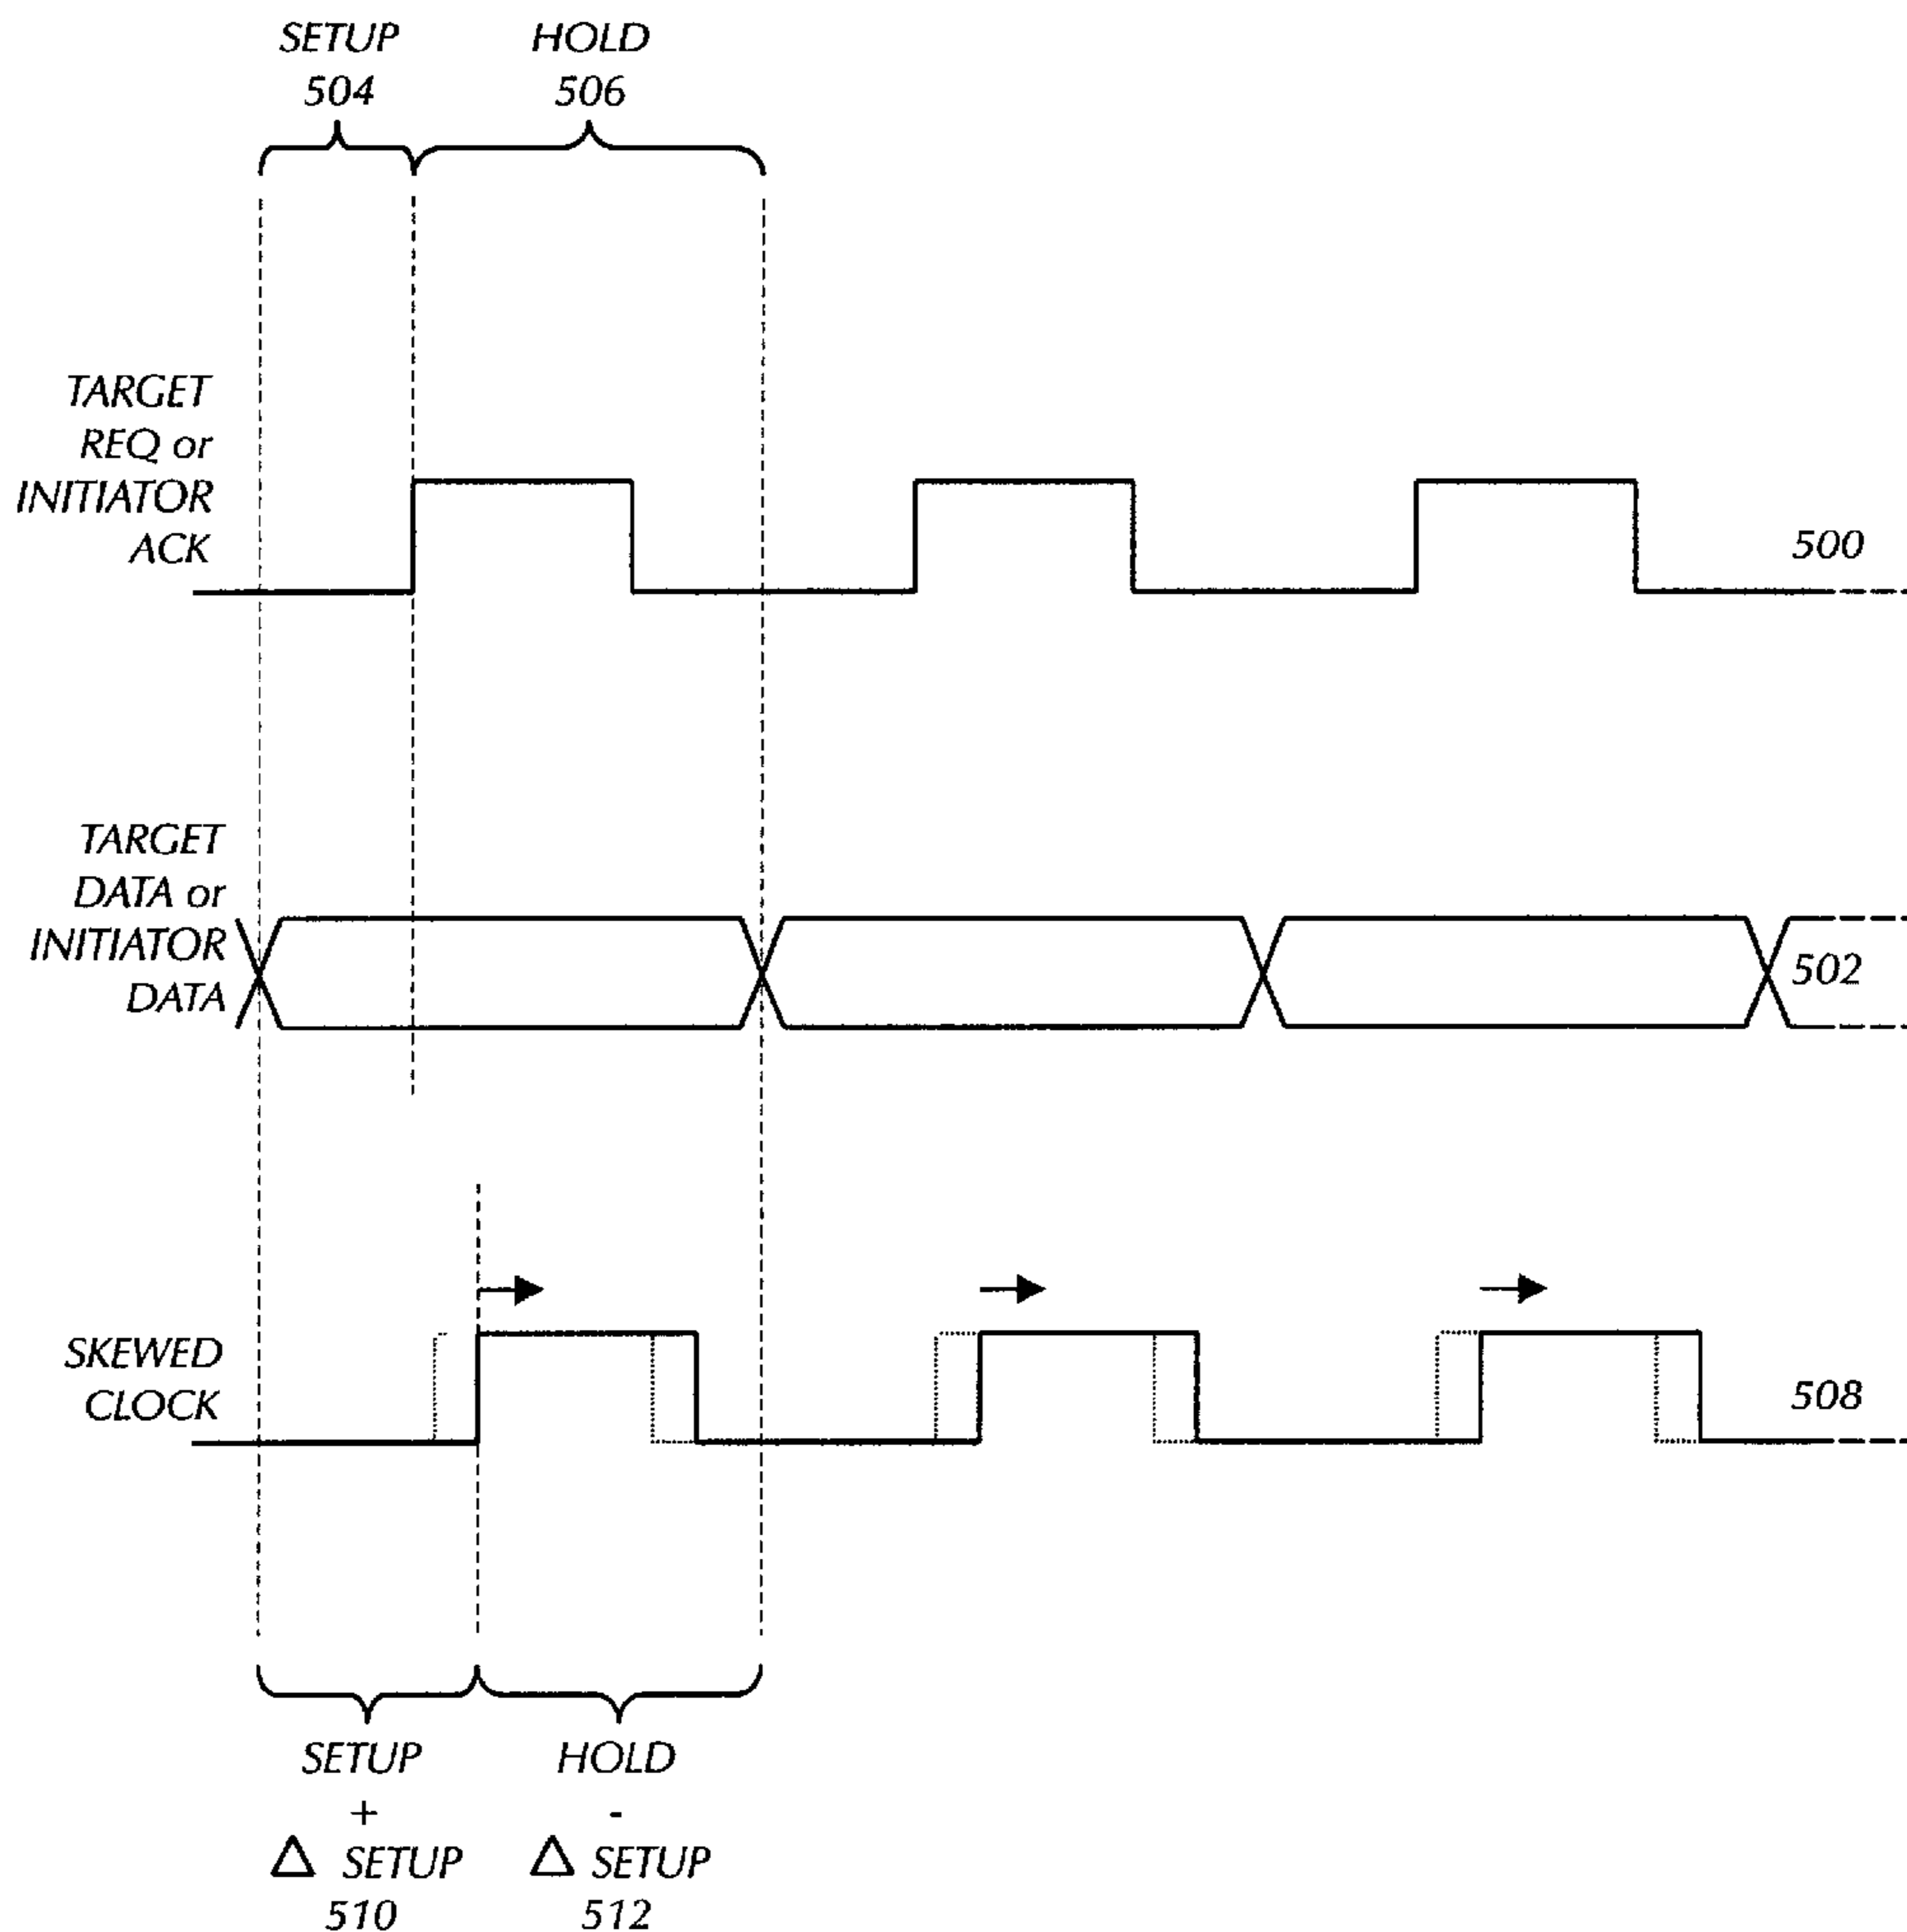 SETUP
504
HOLD
506
TARGET
REQ or
INITIATOR
ACK
500
TARGET
DATA or
INITIATOR
DATA
502
SKEWED
CLOCK
508
SETUP
+
△ SETUP
510
HOLD
-
△ SETUP
512